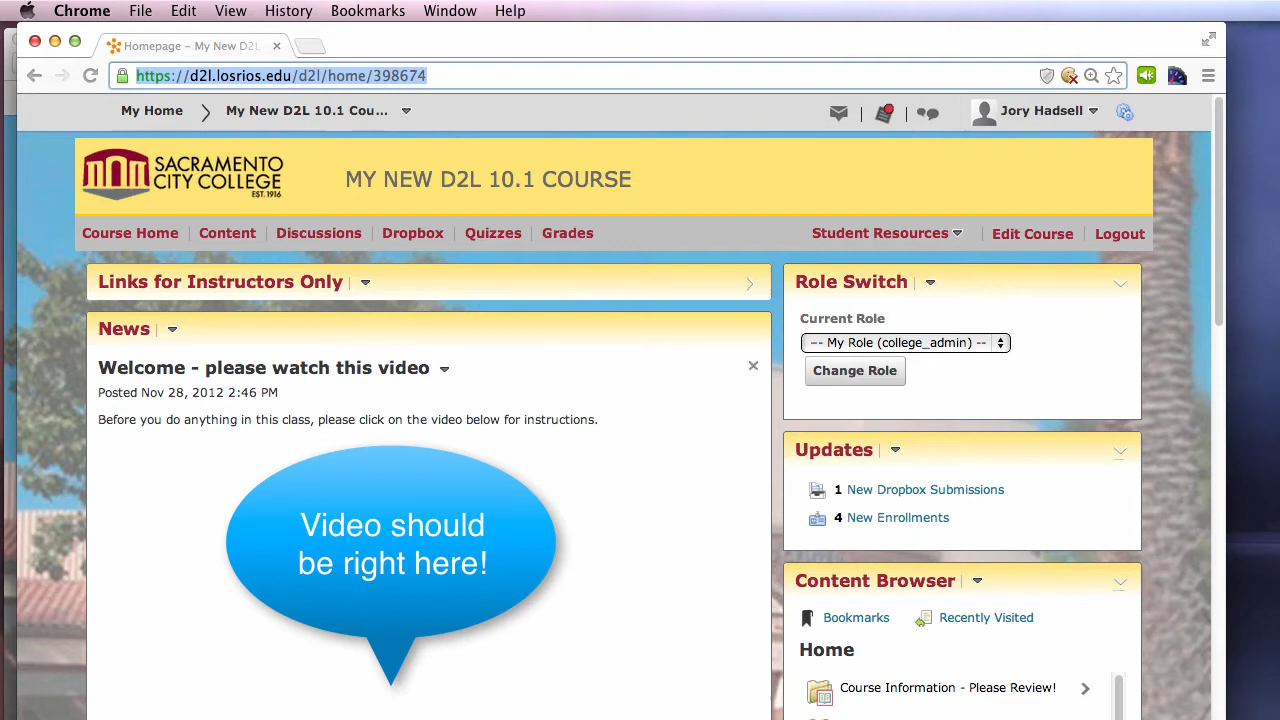 Chrome File Edit View History Bookmarks Window Help
Homepage – My New D2L
https://d2l.losrios.edu/d2l/home/398674
My Home My New D2L 10.1 Cou... Jory Hadsell
SACRAMENTO
CITY COLLEGE
EST. 1916
MY NEW D2L 10.1 COURSE
Course Home Content Discussions Dropbox Quizzes Grades Student Resources Edit Course Logout
Links for Instructors Only
News
Welcome - please watch this video
Posted Nov 28, 2012 2:46 PM
Before you do anything in this class, please click on the video below for instructions.
Video should
be right here!
Role Switch
Current Role
-- My Role (college_admin) --
Change Role
Updates
1 New Dropbox Submissions
4 New Enrollments
Content Browser
Bookmarks Recently Visited
Home
Course Information - Please Review!